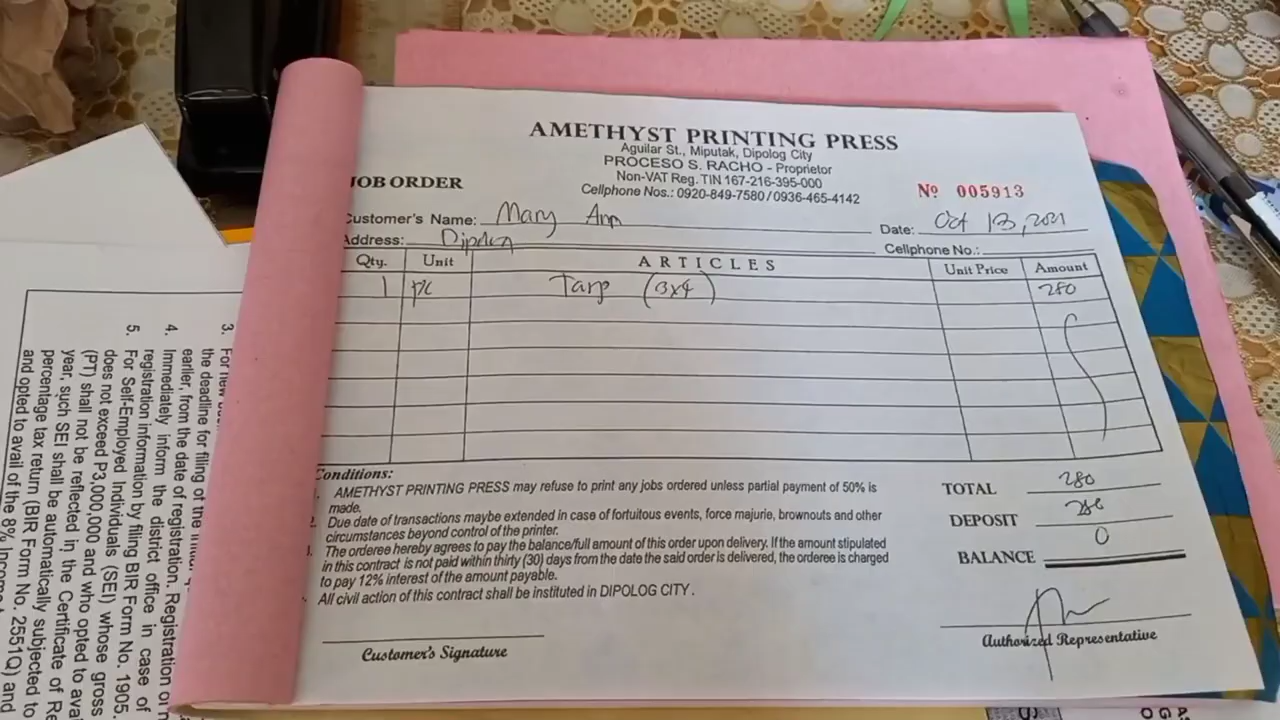 AMETHYST PRINTING PRESS
Aguilar St., Miputak, Dipolog City
PROCESO S. RACHO - Proprietor
Non-VAT Reg. TIN 167-216-395-000
Cellphone Nos.: 0920-849-7580 / 0936-465-4142
JOB ORDER
No 005913
Customer's Name: Mary Ann
Date: Oct 13, 2021
Address: Dipolog
Cellphone No.:
Qty. Unit ARTICLES Unit Price Amount
1 pc Tarp (3x4) 280
Conditions:
AMETHYST PRINTING PRESS may refuse to print any jobs ordered unless partial payment of 50% is
made.
Due date of transactions maybe extended in case of fortuitous events, force majurie, brownouts and other
circumstances beyond control of the printer.
The orderee hereby agrees to pay the balance/full amount of this order upon delivery. If the amount stipulated
in this contract is not paid within thirty (30) days from the date the said order is delivered, the orderee is charged
to pay 12% interest of the amount payable.
All civil action of this contract shall be instituted in DIPOLOG CITY.
TOTAL 280
DEPOSIT 280
BALANCE 0
Customer's Signature
Authorized Representative
3. For new
the deadline for filing of the
earlier, from the date of registration. Registration
4. Immediately inform the district office in case of
registration information by filing BIR Form No. 1905.
5. For Self-Employed Individuals (SEI) whose gross
does not exceed P3,000,000 and who opted to avai
(PT) shall not be reflected in the Certificate of Re
year, such SEI shall be automatically subjected to
percentage tax return (BIR Form No. 2551Q) and
and opted to avail of the 8%